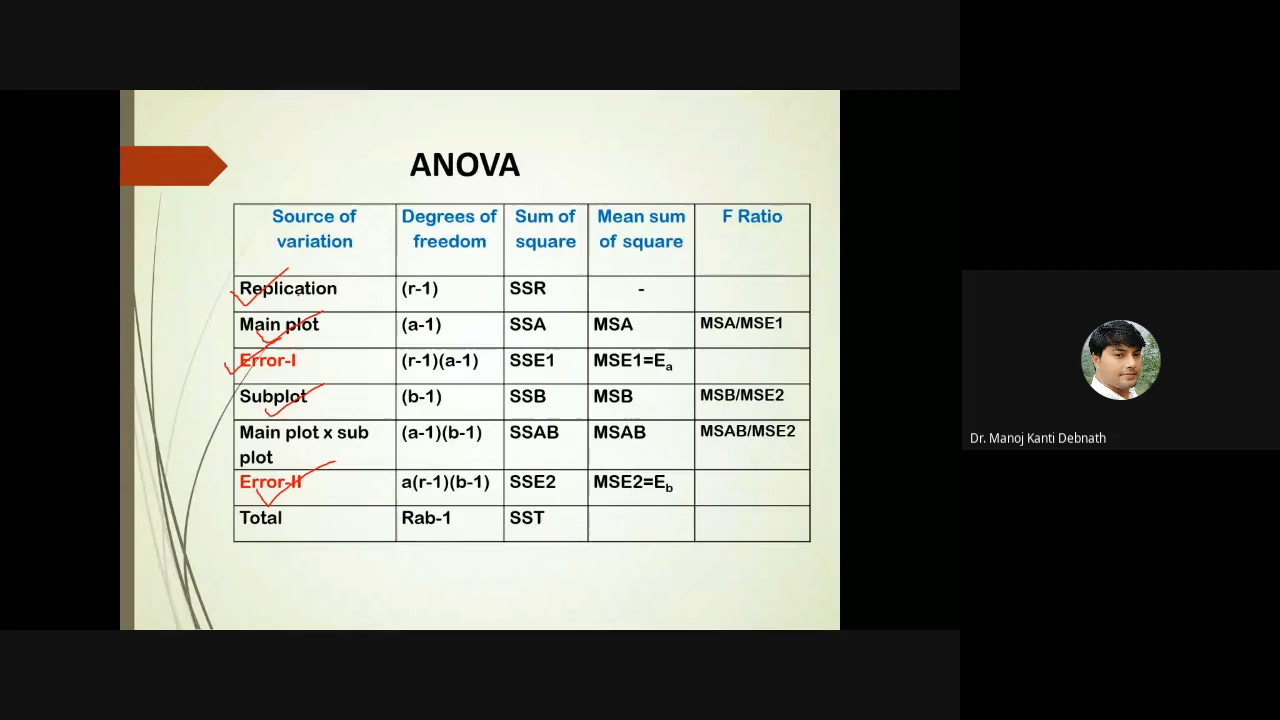 ANOVA
Source of variation Degrees of freedom Sum of square Mean sum of square F Ratio
Replication (r-1) SSR -
Main plot (a-1) SSA MSA MSA/MSE1
Error-I (r-1)(a-1) SSE1 MSE1=Ea
Subplot (b-1) SSB MSB MSB/MSE2
Main plot x sub plot (a-1)(b-1) SSAB MSAB MSAB/MSE2
Error-II a(r-1)(b-1) SSE2 MSE2=Eb
Total Rab-1 SST
Dr. Manoj Kanti Debnath